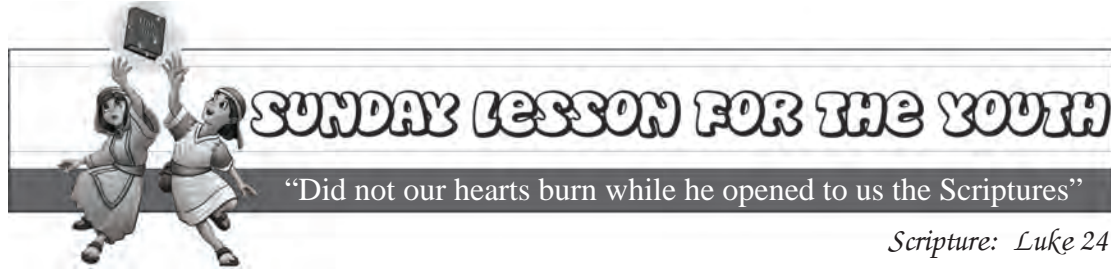 SUNDAY LESSON FOR THE YOUTH
“Did not our hearts burn while he opened to us the Scriptures”
Scripture: Luke 24